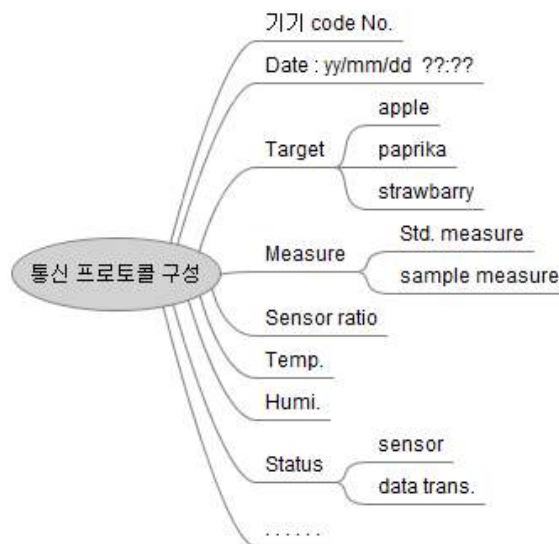 기기 code No.
Date : yy/mm/dd ??:??
Target
apple
paprika
strawbarry
통신 프로토콜 구성
Measure
Std. measure
sample measure
Sensor ratio
Temp.
Humi.
Status
sensor
data trans.
. . . . . .